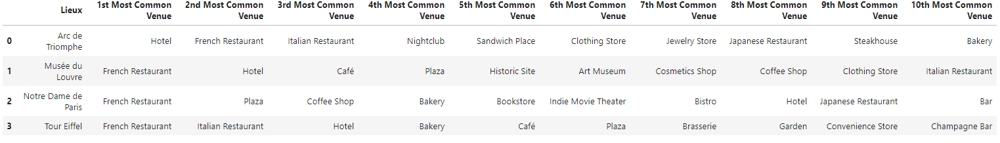 Lieux 1st Most Common Venue 2nd Most Common Venue 3rd Most Common Venue 4th Most Common Venue 5th Most Common Venue 6th Most Common Venue 7th Most Common Venue 8th Most Common Venue 9th Most Common Venue 10th Most Common Venue
0 Arc de Triomphe Hotel French Restaurant Italian Restaurant Nightclub Sandwich Place Clothing Store Jewelry Store Japanese Restaurant Steakhouse Bakery
1 Musée du Louvre French Restaurant Hotel Café Plaza Historic Site Art Museum Cosmetics Shop Coffee Shop Clothing Store Italian Restaurant
2 Notre Dame de Paris French Restaurant Plaza Coffee Shop Bakery Bookstore Indie Movie Theater Bistro Hotel Japanese Restaurant Bar
3 Tour Eiffel French Restaurant Italian Restaurant Hotel Bakery Café Plaza Brasserie Garden Convenience Store Champagne Bar